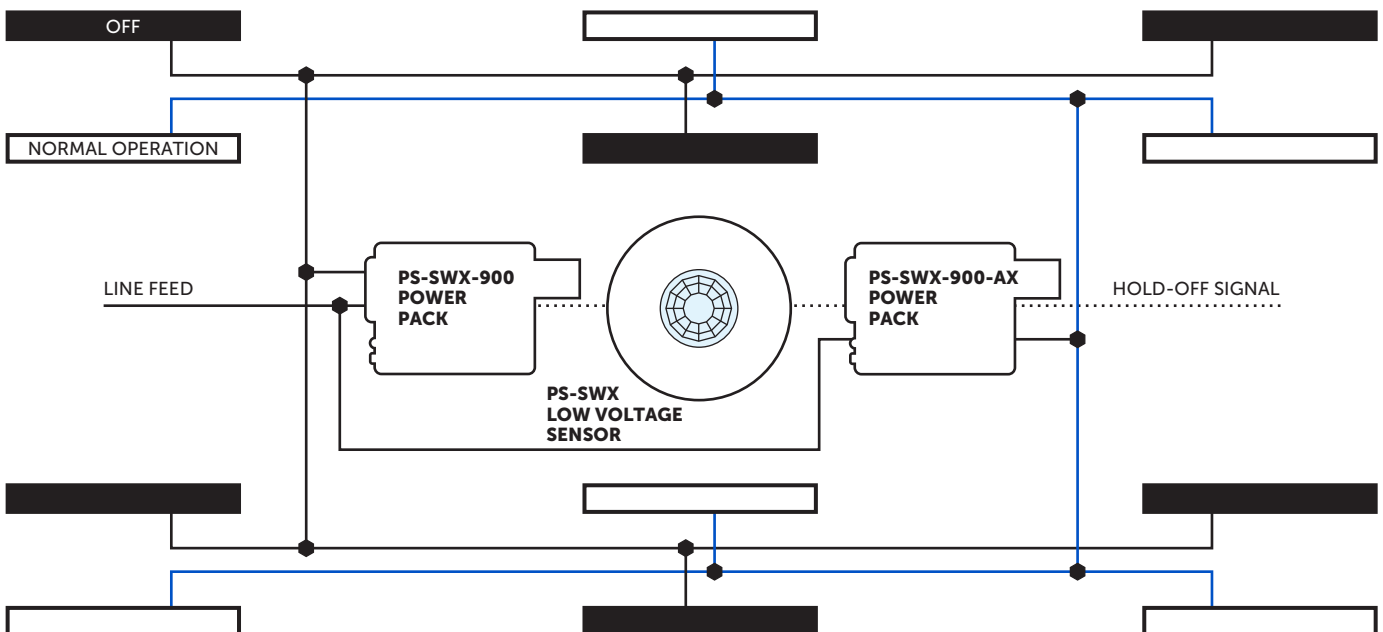 OFF
NORMAL OPERATION
LINE FEED
PS-SWX-900
POWER
PACK
PS-SWX
LOW VOLTAGE
SENSOR
PS-SWX-900-AX
POWER
PACK
HOLD-OFF SIGNAL